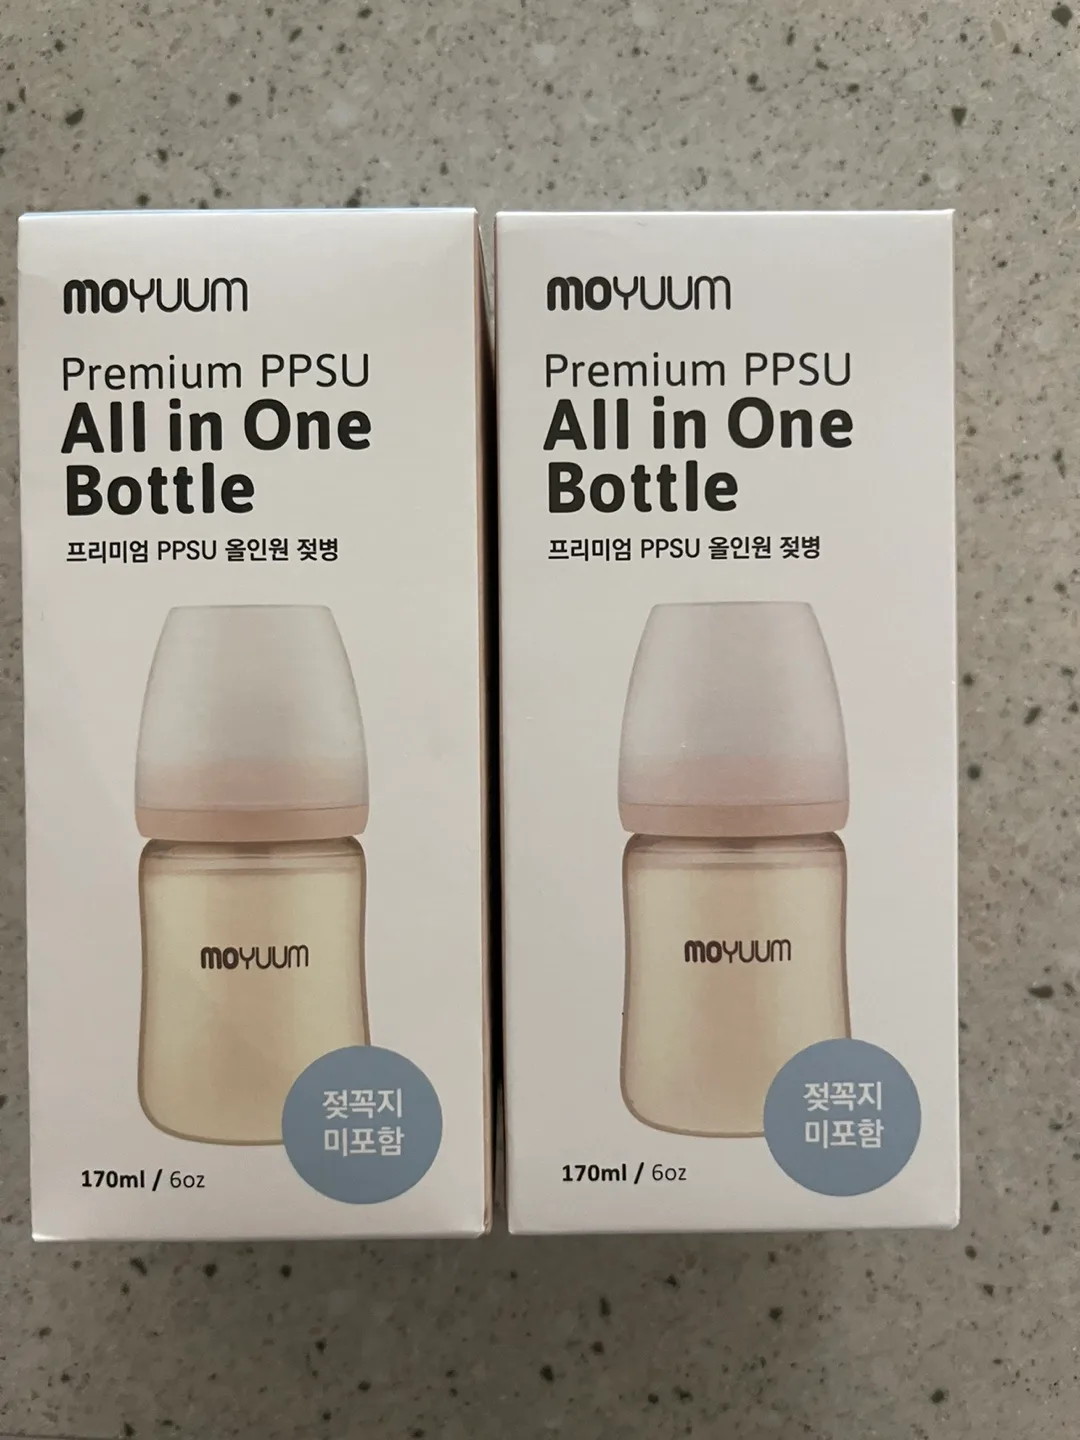 moyuum
Premium PPSU
All in One
Bottle
프리미엄 PPSU 올인원 젖병
moyuum
젖꼭지
미포함
170ml / 6oz
moyuum
Premium PPSU
All in One
Bottle
프리미엄 PPSU 올인원 젖병
moyuum
젖꼭지
미포함
170ml / 6oz